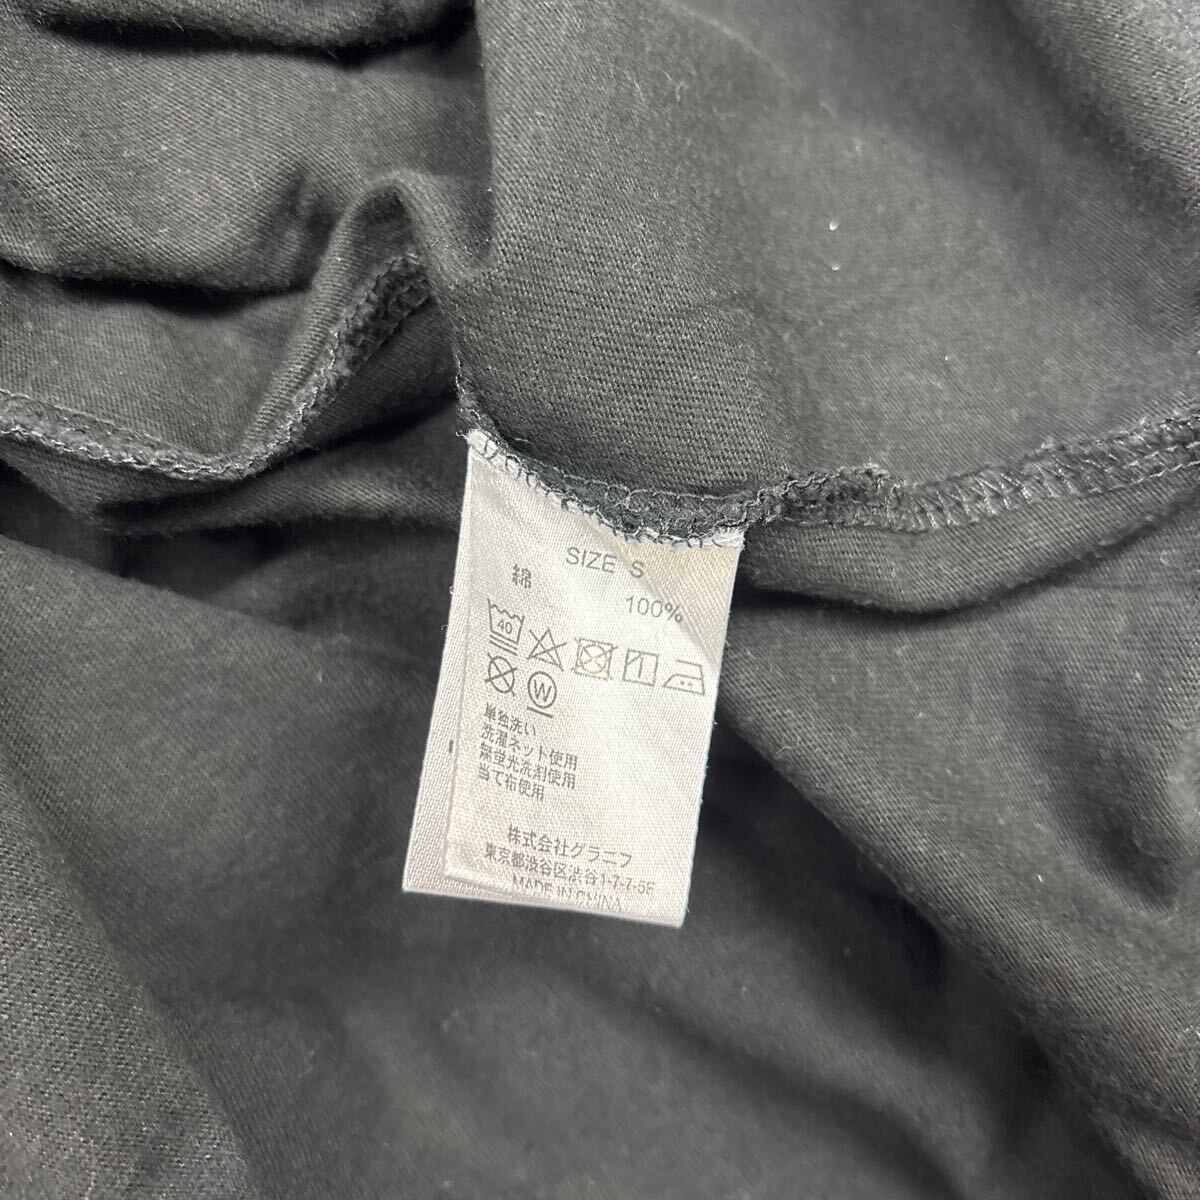 SIZE S
綿 100%
40
W
単独洗い
洗濯ネット使用
無蛍光洗剤使用
当て布使用
株式会社グラニフ
東京都渋谷区渋谷1-7-7-5F
MADE IN CHINA